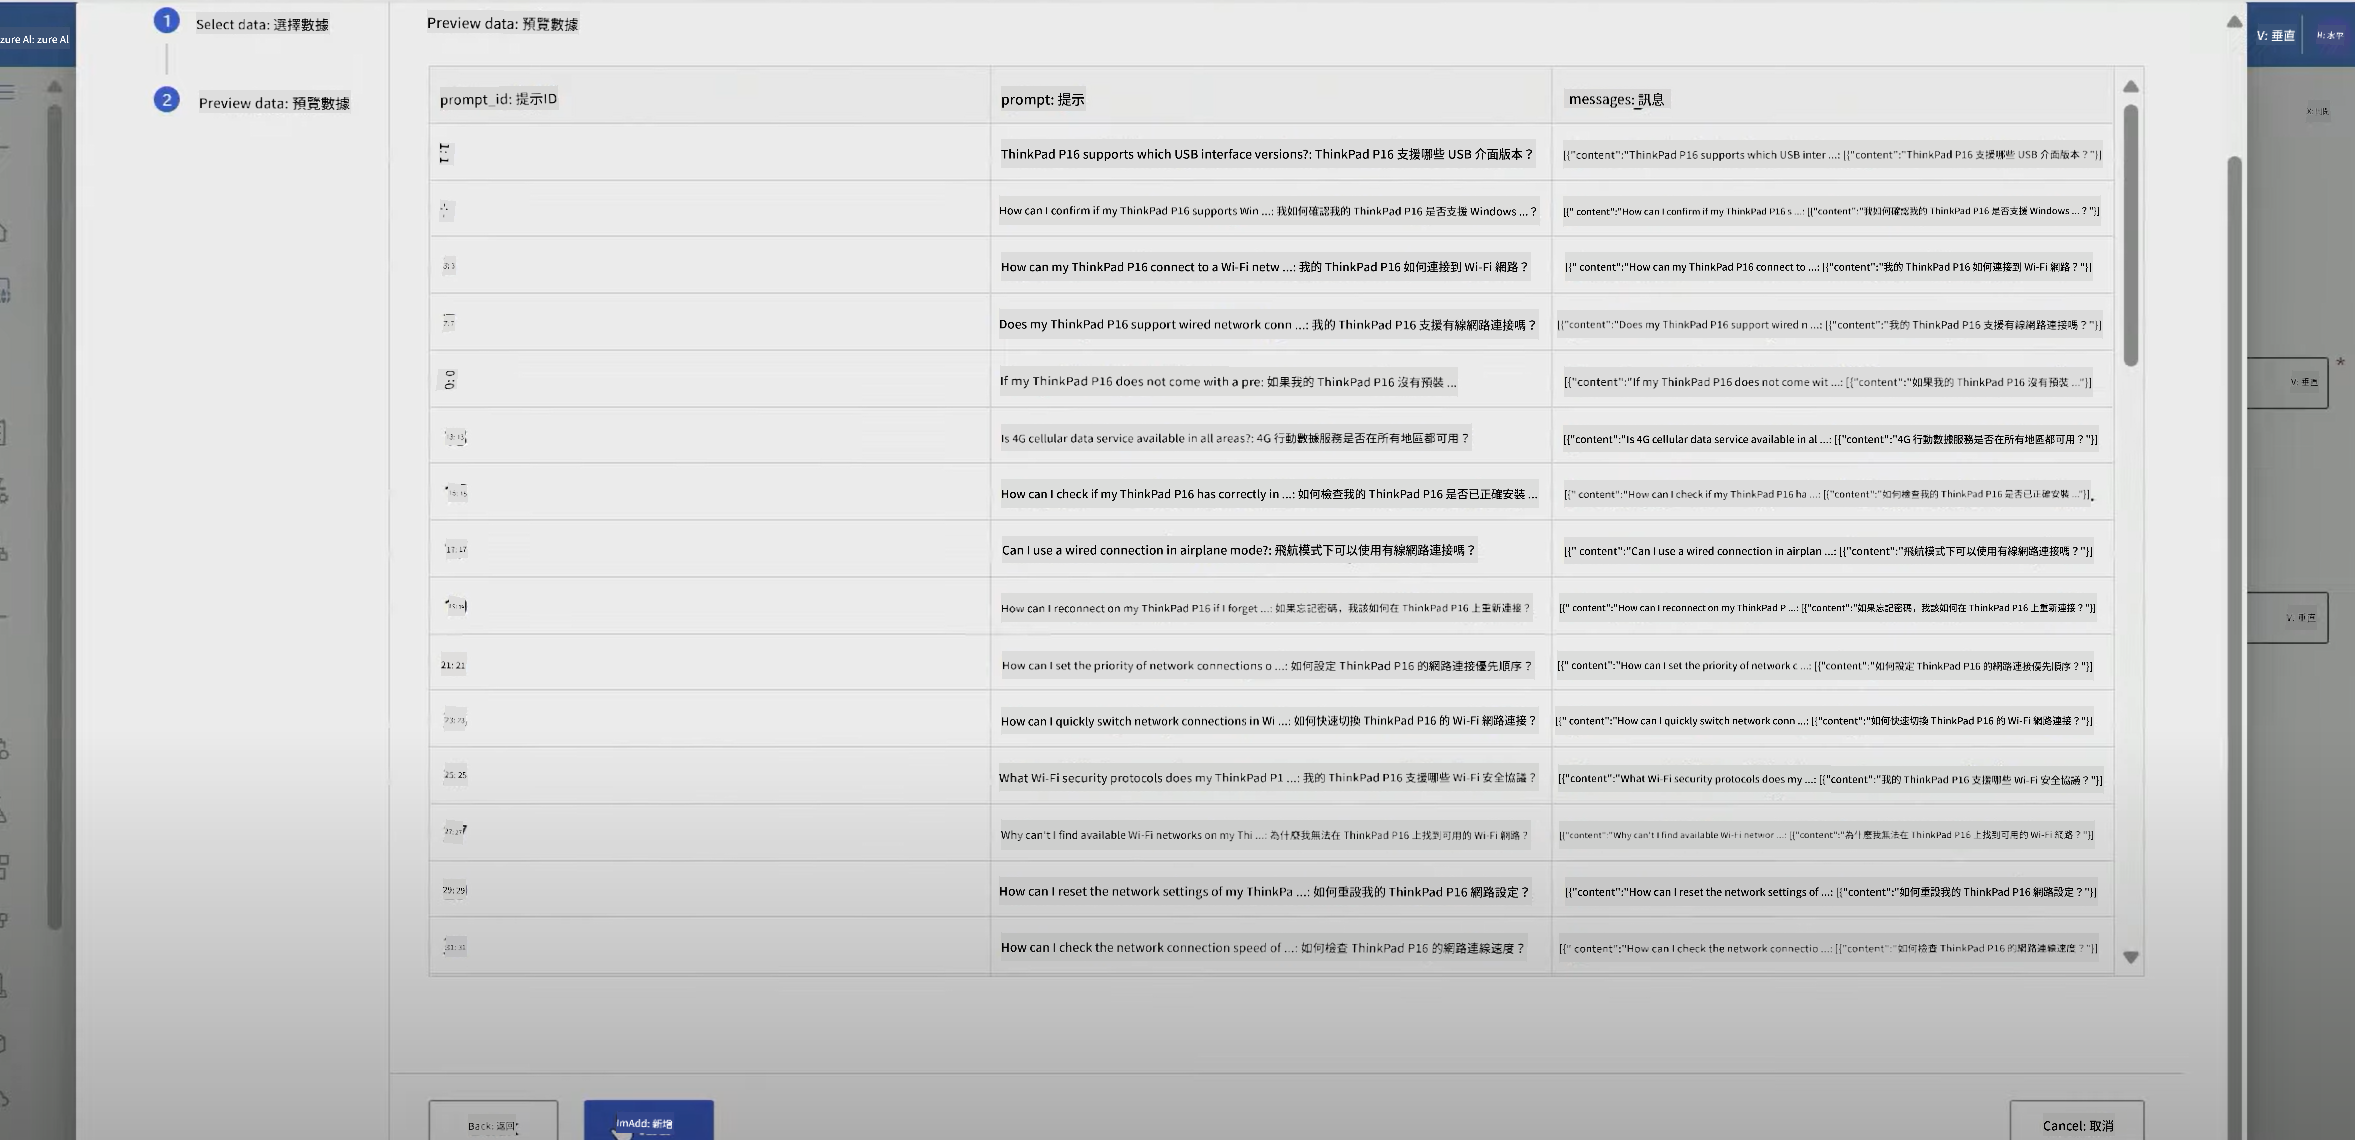 zure Al: zure Al
V: 垂直
H: 水平
1 Select data: 選擇數據
2 Preview data: 預覽數據
Preview data: 預覽數據
prompt_id: 提示ID prompt: 提示 messages: 訊息
1: 1 ThinkPad P16 supports which USB interface versions?: ThinkPad P16 支援哪些 USB 介面版本？ [{"content":"ThinkPad P16 supports which USB inter ...: [{"content":"ThinkPad P16 支援哪些 USB 介面版本？"}]
How can I confirm if my ThinkPad P16 supports Win ...: 我如何確認我的 ThinkPad P16 是否支援 Windows ...？ [{" content":"How can I confirm if my ThinkPad P16 s ...: [{"content":"我如何確認我的 ThinkPad P16 是否支援 Windows ...？"}]
How can my ThinkPad P16 connect to a Wi-Fi netw ...: 我的 ThinkPad P16 如何連接到 Wi-Fi 網路？ [{" content":"How can my ThinkPad P16 connect to ...: [{"content":"我的 ThinkPad P16 如何連接到 Wi-Fi 網路？"}]
7: 7 Does my ThinkPad P16 support wired network conn ...: 我的 ThinkPad P16 支援有線網路連接嗎？ [{"content":"Does my ThinkPad P16 support wired n ...: [{"content":"我的 ThinkPad P16 支援有線網路連接嗎？"}]
0: 0 If my ThinkPad P16 does not come with a pre: 如果我的 ThinkPad P16 沒有預裝 ... [{"content":"If my ThinkPad P16 does not come wit ...: [{"content":"如果我的 ThinkPad P16 沒有預裝 ..."}]
13: 13 Is 4G cellular data service available in all areas?: 4G 行動數據服務是否在所有地區都可用？ [{"content":"Is 4G cellular data service available in al ...: [{"content":"4G 行動數據服務是否在所有地區都可用？"}]
15: 15 How can I check if my ThinkPad P16 has correctly in ...: 如何檢查我的 ThinkPad P16 是否已正確安裝 ... [{" content":"How can I check if my ThinkPad P16 ha ...: [{"content":"如何檢查我的 ThinkPad P16 是否已正確安裝 ..."}]
17: 17 Can I use a wired connection in airplane mode?: 飛航模式下可以使用有線網路連接嗎？ [{" content":"Can I use a wired connection in airplan ...: [{"content":"飛航模式下可以使用有線網路連接嗎？"}]
How can I reconnect on my ThinkPad P16 if I forget ...: 如果忘記密碼，我該如何在 ThinkPad P16 上重新連接？ [{" content":"How can I reconnect on my ThinkPad P ...: [{"content":"如果忘記密碼，我該如何在 ThinkPad P16 上重新連接？"}]
21: 21 How can I set the priority of network connections o ...: 如何設定 ThinkPad P16 的網路連接優先順序？ [{" content":"How can I set the priority of network c ...: [{"content":"如何設定 ThinkPad P16 的網路連接優先順序？"}]
23: 23 How can I quickly switch network connections in Wi ...: 如何快速切換 ThinkPad P16 的 Wi-Fi 網路連接？ [{" content":"How can I quickly switch network conn ...: [{"content":"如何快速切換 ThinkPad P16 的 Wi-Fi 網路連接？"}]
25: 25 What Wi-Fi security protocols does my ThinkPad P1 ...: 我的 ThinkPad P16 支援哪些 Wi-Fi 安全協議？ [{"content":"What Wi-Fi security protocols does my ...: [{"content":"我的 ThinkPad P16 支援哪些 Wi-Fi 安全協議？"}]
27: 27 Why can't I find available Wi-Fi networks on my Thi ...: 為什麼我無法在 ThinkPad P16 上找到可用的 Wi-Fi 網路？ [{"content":"Why can't I find available Wi-Fi networ ...: [{"content":"為什麼我無法在 ThinkPad P16 上找到可用的 Wi-Fi 網路？"}]
29: 29 How can I reset the network settings of my ThinkPa ...: 如何重設我的 ThinkPad P16 網路設定？ [{"content":"How can I reset the network settings of ...: [{"content":"如何重設我的 ThinkPad P16 網路設定？"}]
31: 31 How can I check the network connection speed of ...: 如何檢查 ThinkPad P16 的網路連線速度？ [{" content":"How can I check the network connectio ...: [{"content":"如何檢查 ThinkPad P16 的網路連線速度？"}]
V: 垂直
V: 垂直
Back: 返回
ImAdd: 新增
Cancel: 取消